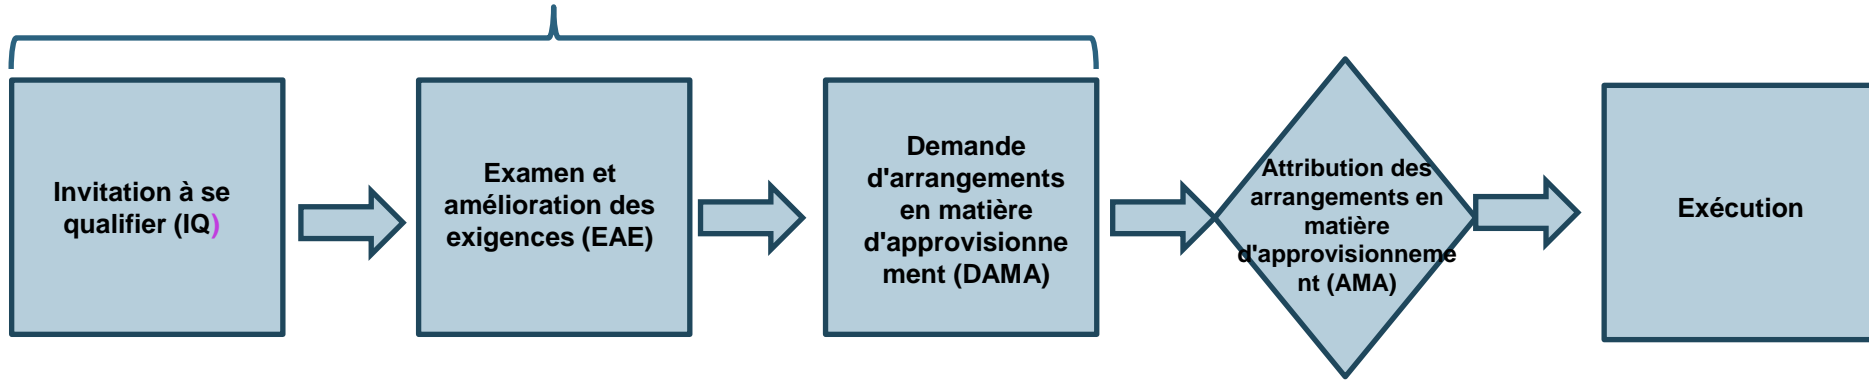 Invitation à se
qualifier (IQ)
Examen et
amélioration des
exigences (EAE)
Demande
d'arrangements
en matière
d'approvisionne
ment (DAMA)
Attribution des
arrangements en
matière
d'approvisionneme
nt (AMA)
Exécution